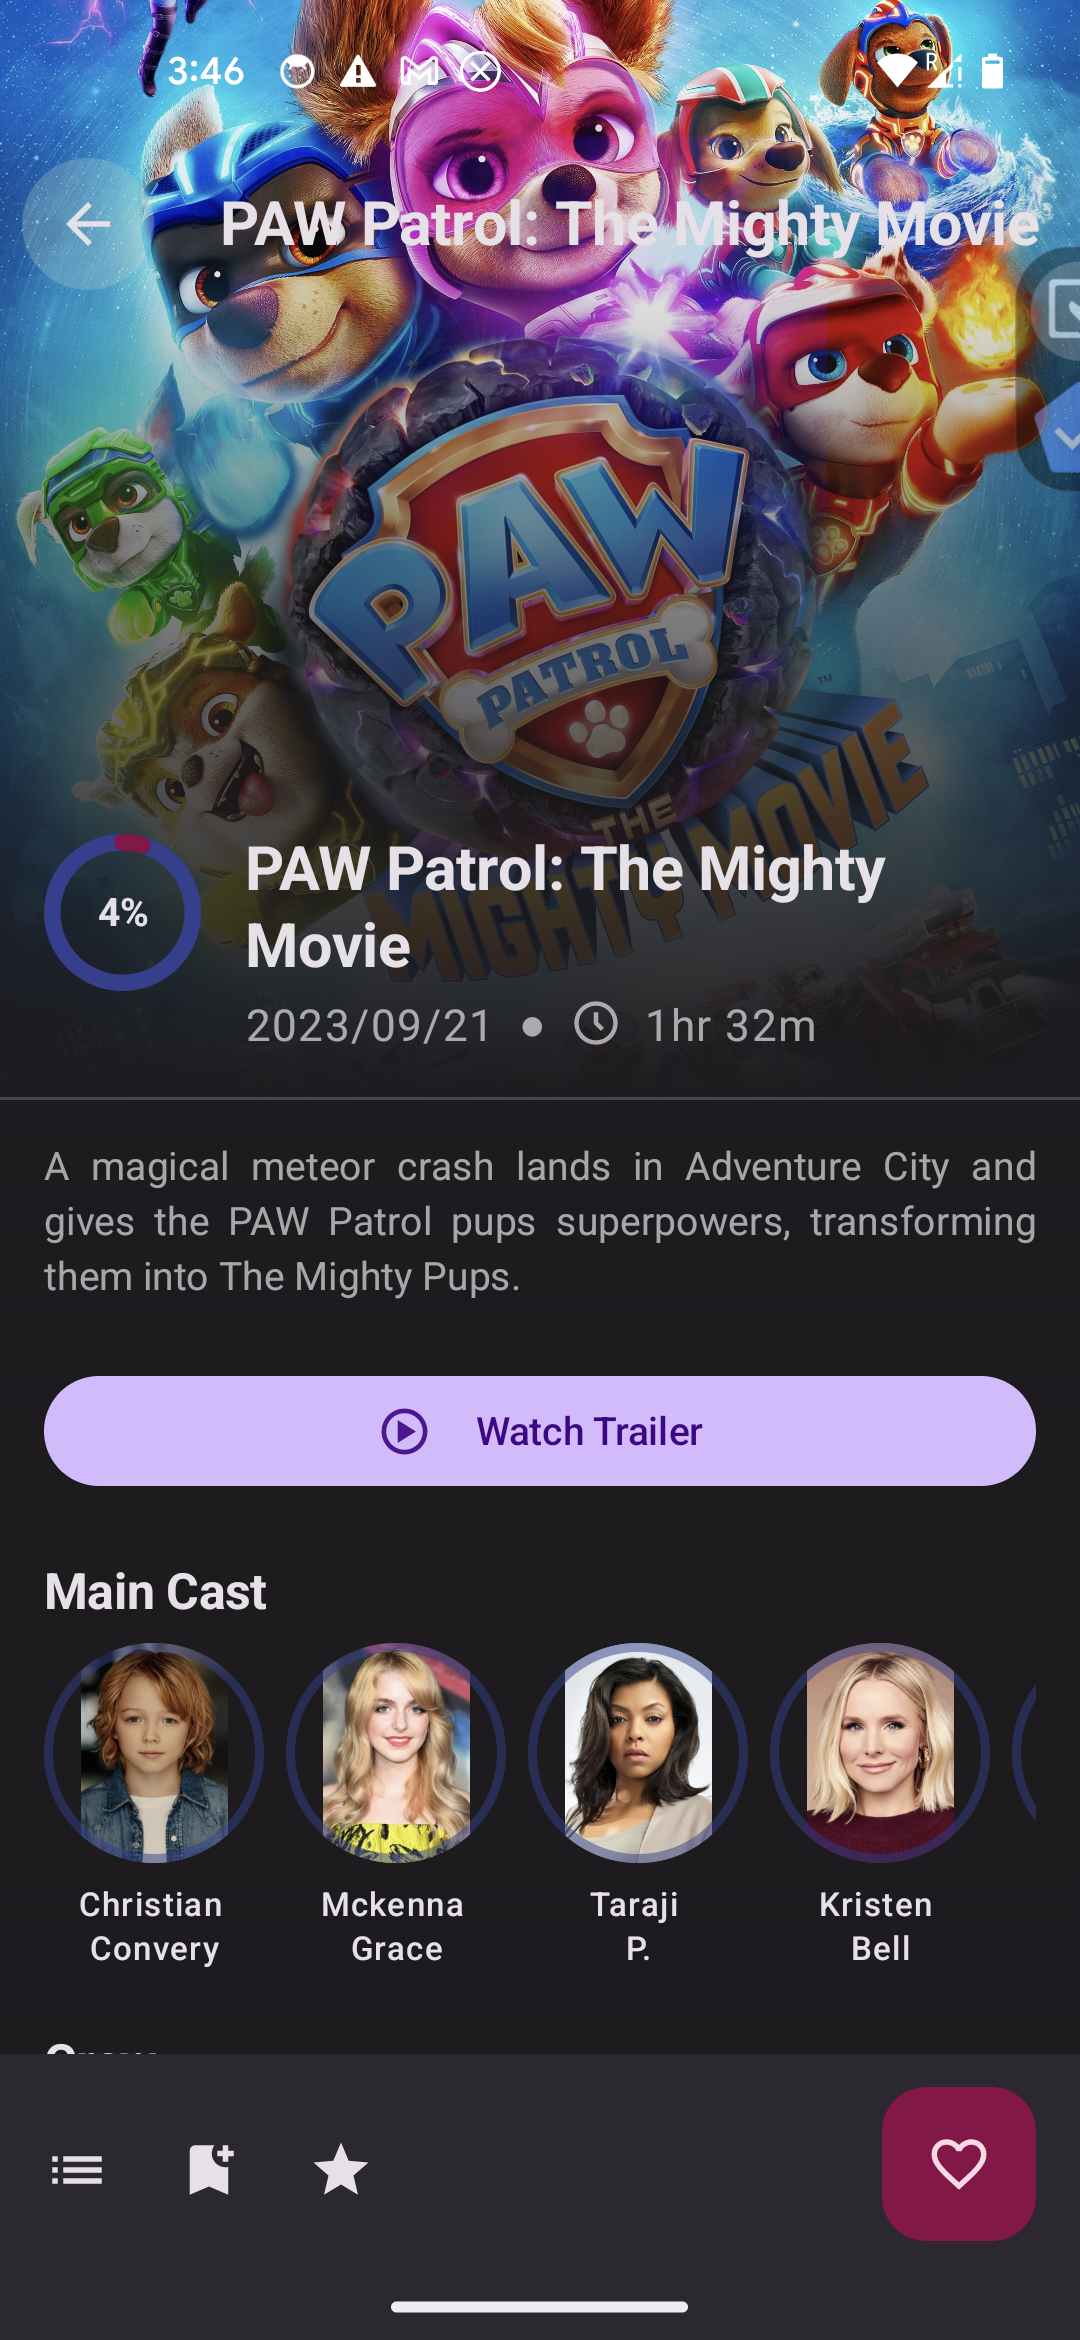 3:46
R
PAW Patrol: The Mighty Movie
PAW
PATROL
™
THE
MIGHTY MOVIE
4%
PAW Patrol: The Mighty
Movie
2023/09/21 • 1hr 32m
A magical meteor crash lands in Adventure City and
gives the PAW Patrol pups superpowers, transforming
them into The Mighty Pups.
Watch Trailer
Main Cast
Christian
Convery
Mckenna
Grace
Taraji
P.
Kristen
Bell
Crew